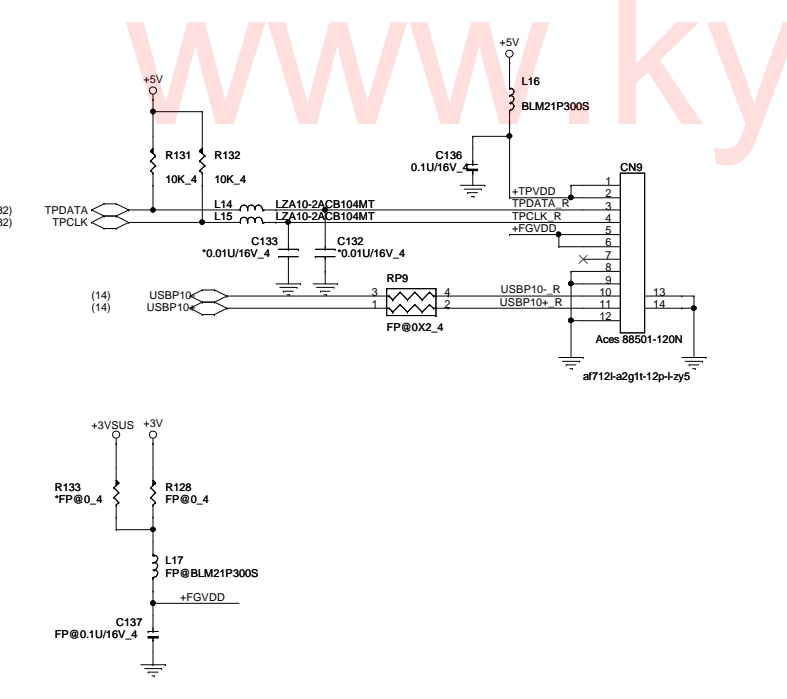 www.ky
+5V
L16
BLM21P300S
+5V
R131
R132
10K_4
10K_4
C136
0.1U/16V_4
CN9
1
+TPVDD
2
TPDATA
L14
LZA10-2ACB104MT
TPDATA_R
3
TPCLK
L15
LZA10-2ACB104MT
TPCLK_R
4
+FGVDD
5
6
C133
*0.01U/16V_4
C132
*0.01U/16V_4
7
8
9
RP9
(14)
USBP10-
3
4
USBP10-_R
10
13
(14)
USBP10+
1
2
USBP10+_R
11
14
12
FP@0X2_4
Aces 88501-120N
af712l-a2g1t-12p-l-zy5
+3VSUS
+3V
R133
*FP@0_4
R128
FP@0_4
L17
FP@BLM21P300S
+FGVDD
C137
FP@0.1U/16V_4